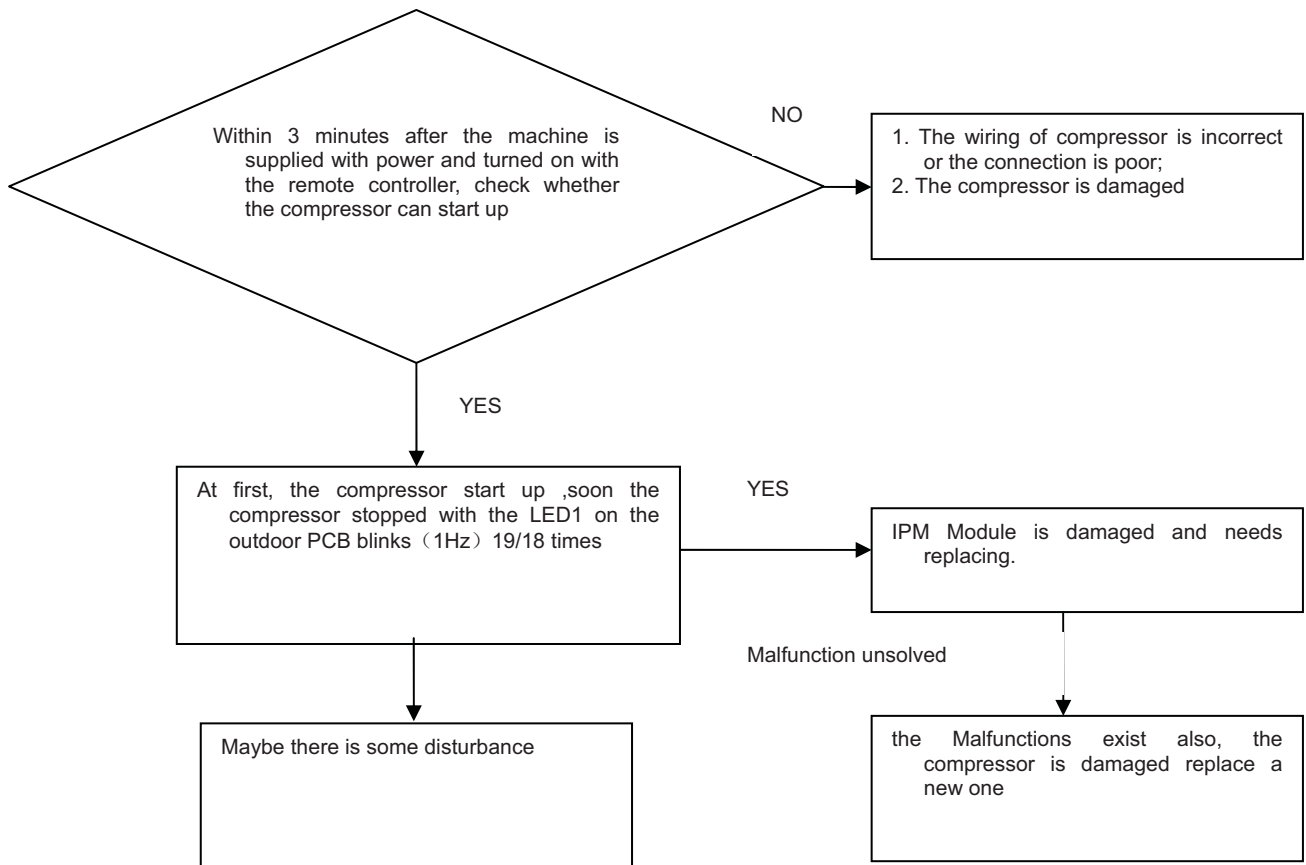 Within 3 minutes after the machine is
supplied with power and turned on with
the remote controller, check whether
the compressor can start up
NO
1. The wiring of compressor is incorrect
or the connection is poor;
2. The compressor is damaged
YES
At first, the compressor start up ,soon the
compressor stopped with the LED1 on the
outdoor PCB blinks（1Hz）19/18 times
YES
IPM Module is damaged and needs
replacing.
Malfunction unsolved
Maybe there is some disturbance
the Malfunctions exist also, the
compressor is damaged replace a
new one